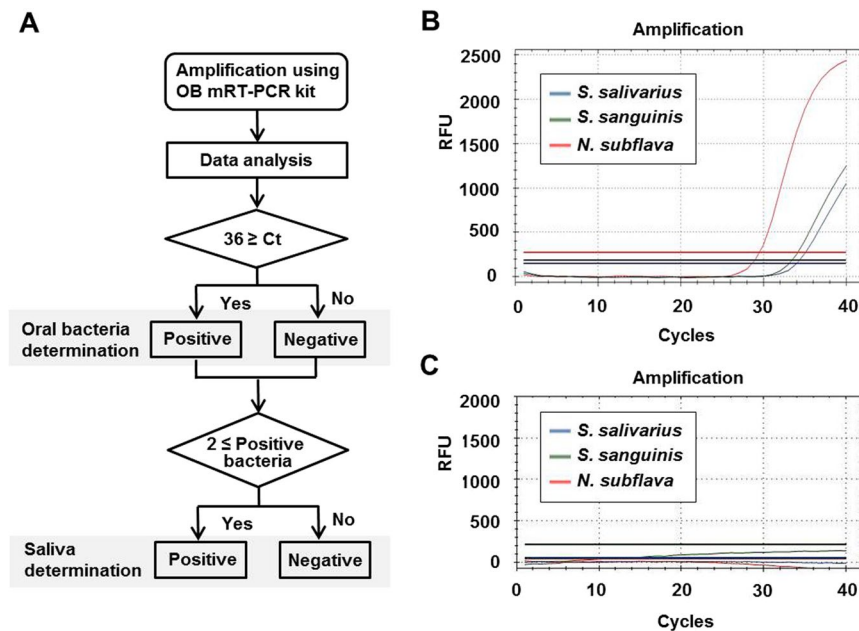 A
Amplification using
OB mRT-PCR kit
Data analysis
36 ≥ Ct
Yes
No
Oral bacteria
determination
Positive
Negative
2 ≤ Positive
bacteria
Yes
No
Saliva
determination
Positive
Negative
B
Amplification
RFU
2500
2000
1500
1000
500
0
S. salivarius
S. sanguinis
N. subflava
0
10
20
30
40
Cycles
C
Amplification
RFU
2000
1500
1000
500
0
S. salivarius
S. sanguinis
N. subflava
0
10
20
30
40
Cycles